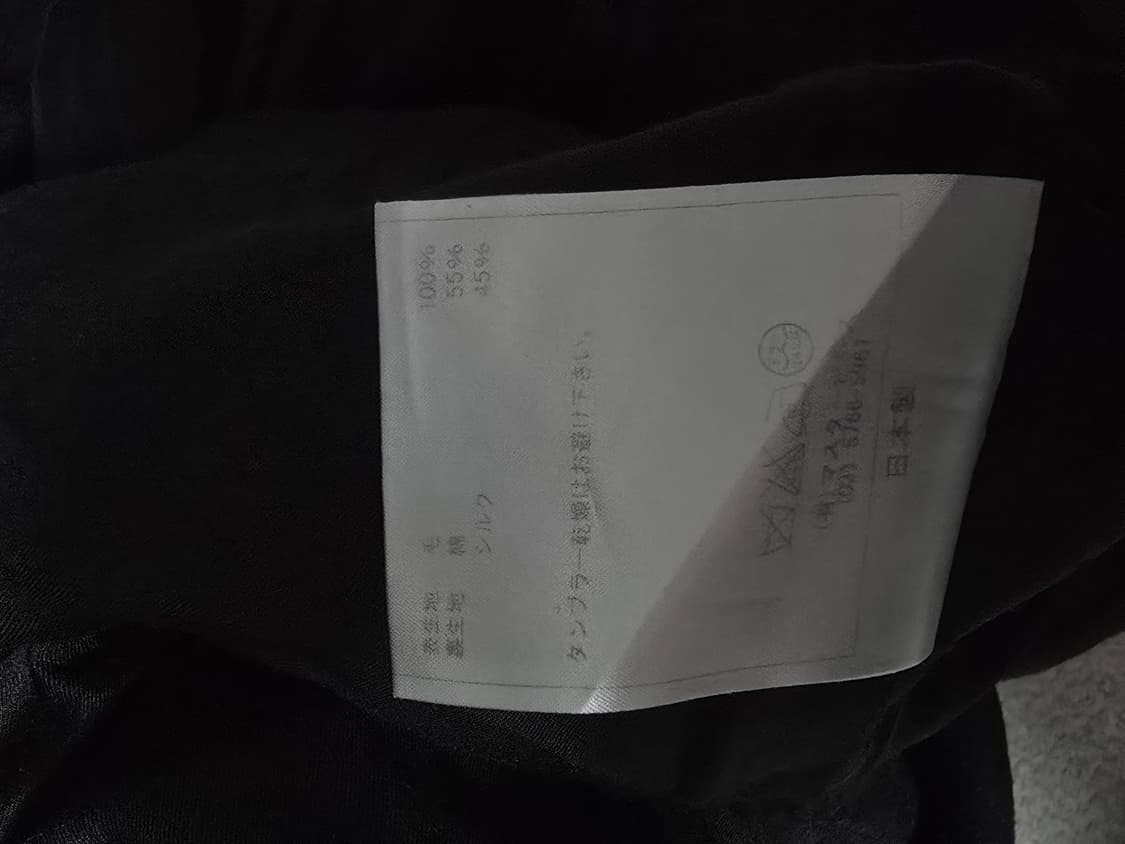 表生地 毛 100%
裏生地 綿 55%
シルク 45%
タンブラー乾燥はお避け下さい。
日本製